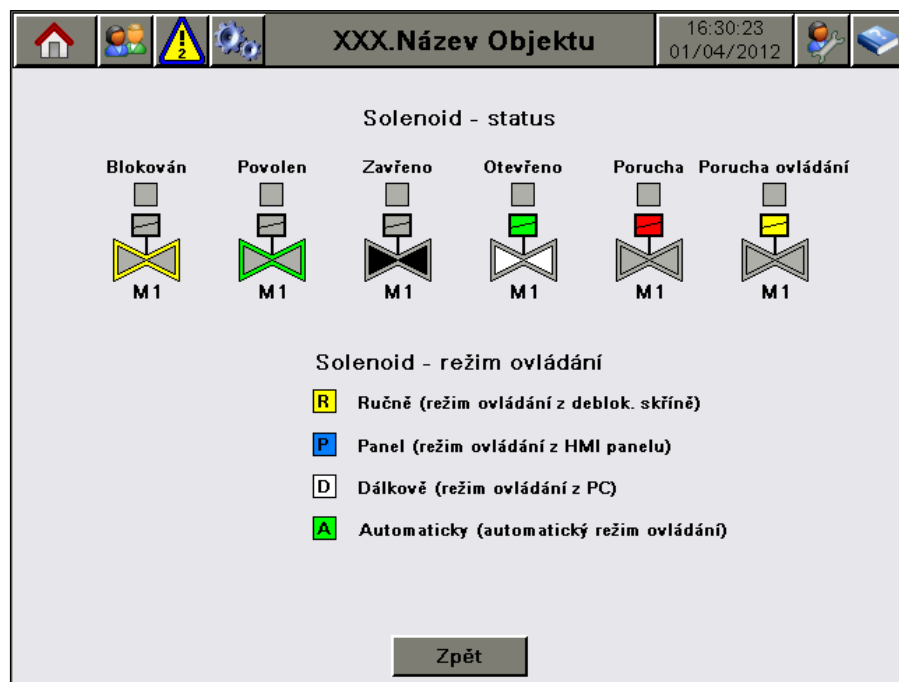 2
XXX.Název Objektu
16:30:23
01/04/2012
Solenoid - status
Blokován Povolen Zavřeno Otevřeno Porucha Porucha ovládání
M1 M1 M1 M1 M1 M1
Solenoid - režim ovládání
R Ručně (režim ovládání z deblok. skříně)
P Panel (režim ovládání z HMI panelu)
D Dálkově (režim ovládání z PC)
A Automaticky (automatický režim ovládání)
Zpět